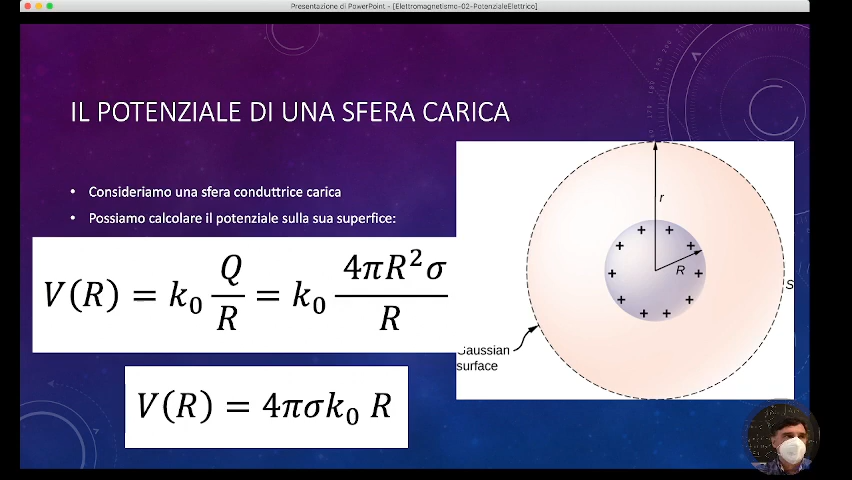 Presentazione di PowerPoint - [Elettromagnetismo-02-PotenzialeElettrico]
IL POTENZIALE DI UNA SFERA CARICA
• Consideriamo una sfera conduttrice carica
• Possiamo calcolare il potenziale sulla sua superfice:
V(R) = k₀ Q/R = k₀ 4πR²σ/R
V(R) = 4πσk₀ R
r
R
S
Gaussian
surface